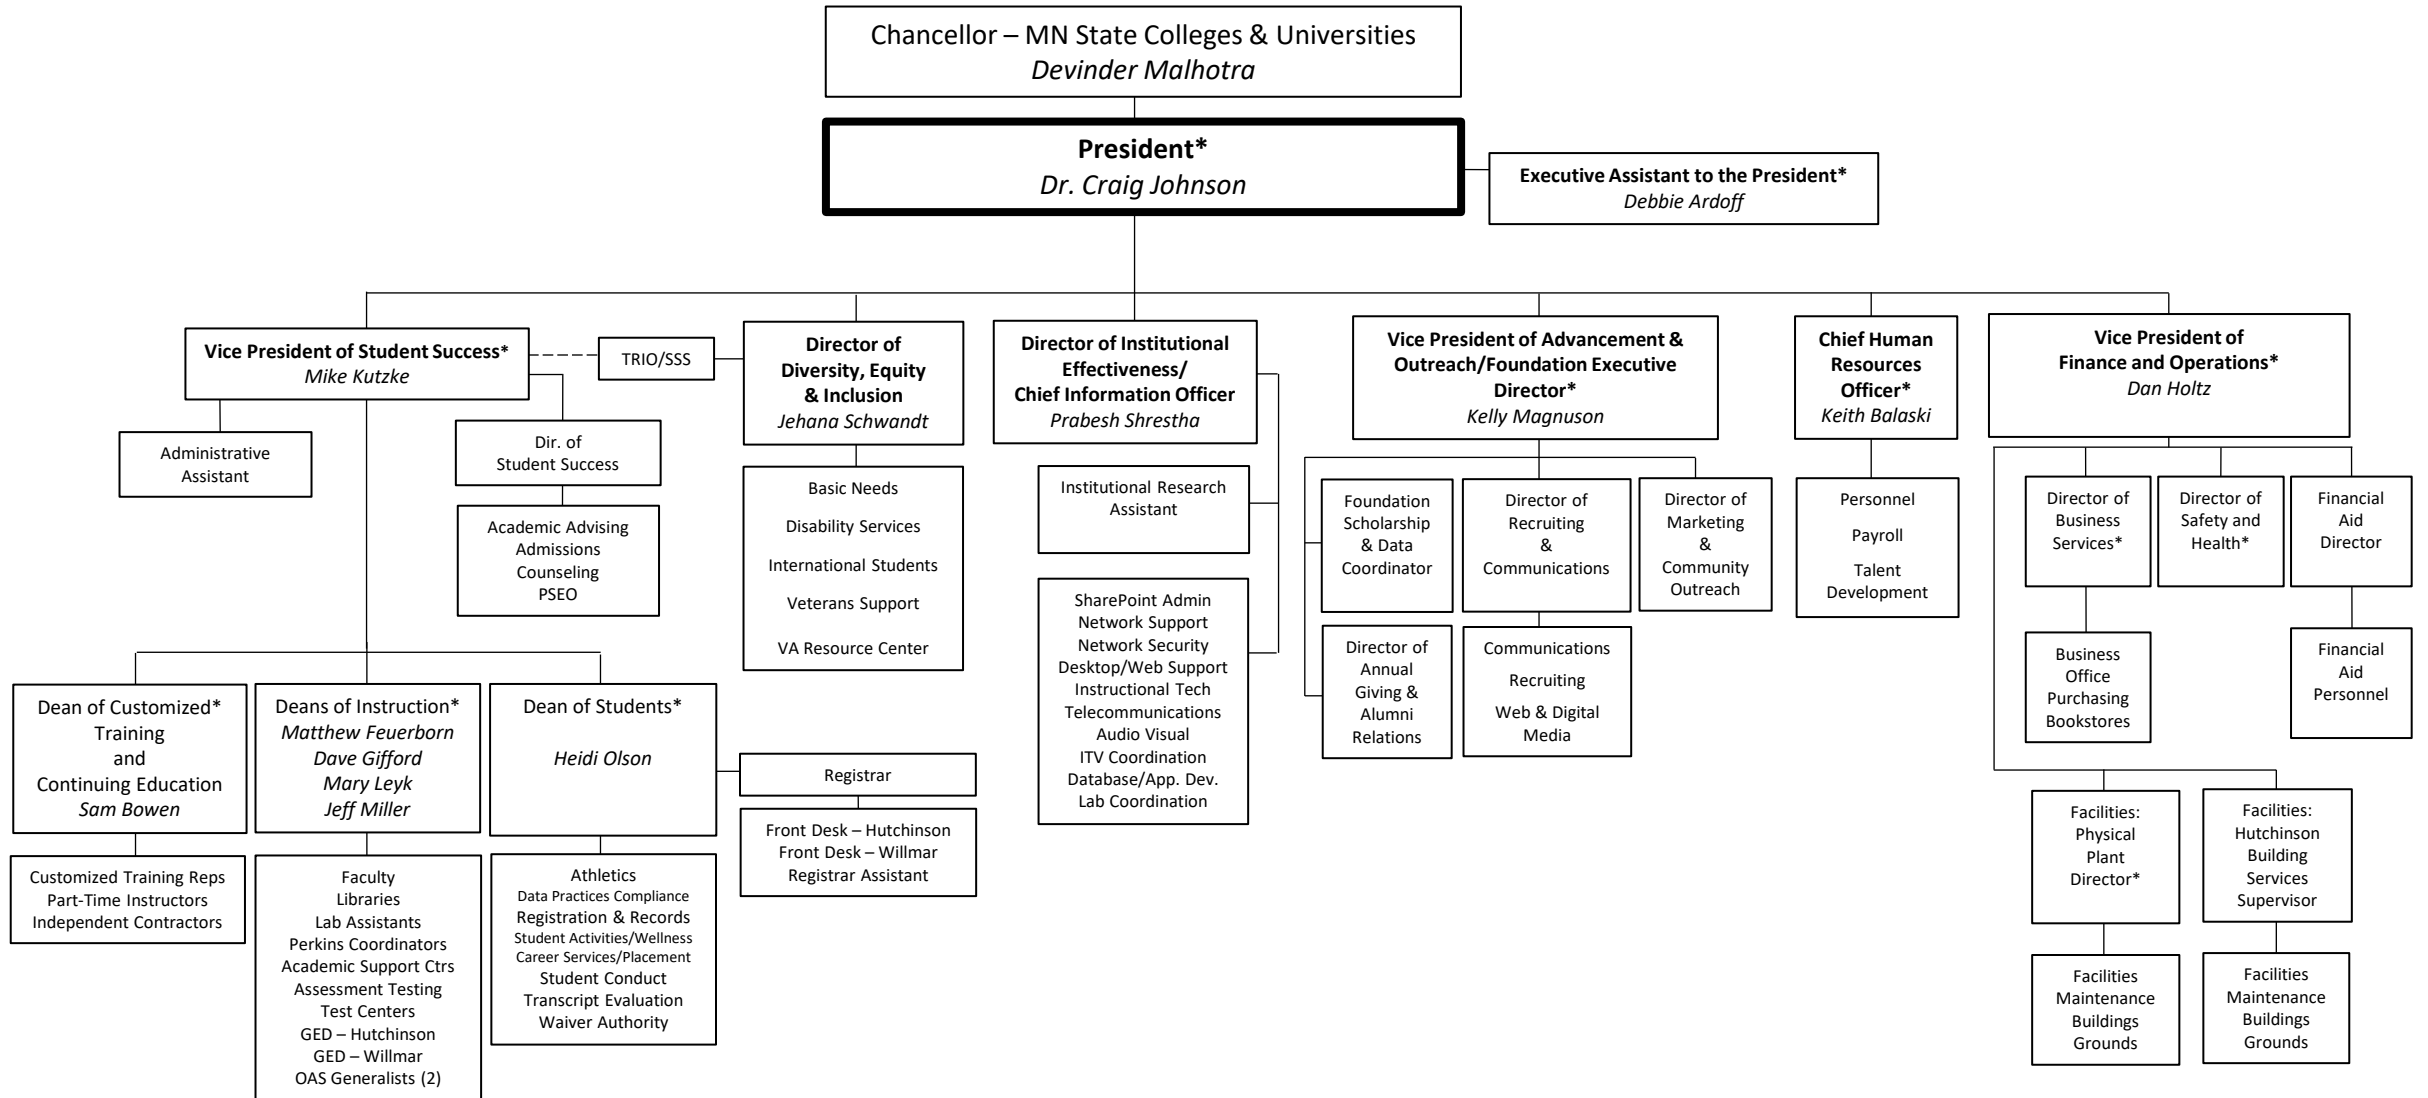 Chancellor – MN State Colleges & Universities
Devinder Malhotra
President*
Dr. Craig Johnson
Executive Assistant to the President*
Debbie Ardoff
Vice President of Student Success*
Mike Kutzke
TRIO/SSS
Administrative
Assistant
Dir. of
Student Success
Academic Advising
Admissions
Counseling
PSEO
Dean of Customized*
Training
and
Continuing Education
Sam Bowen
Customized Training Reps
Part-Time Instructors
Independent Contractors
Deans of Instruction*
Matthew Feuerborn
Dave Gifford
Mary Leyk
Jeff Miller
Faculty
Libraries
Lab Assistants
Perkins Coordinators
Academic Support Ctrs
Assessment Testing
Test Centers
GED – Hutchinson
GED – Willmar
OAS Generalists (2)
Dean of Students*
Heidi Olson
Athletics
Data Practices Compliance
Registration & Records
Student Activities/Wellness
Career Services/Placement
Student Conduct
Transcript Evaluation
Waiver Authority
Registrar
Front Desk – Hutchinson
Front Desk – Willmar
Registrar Assistant
Director of
Diversity, Equity
& Inclusion
Jehana Schwandt
Basic Needs
Disability Services
International Students
Veterans Support
VA Resource Center
Director of Institutional
Effectiveness/
Chief Information Officer
Prabesh Shrestha
Institutional Research
Assistant
SharePoint Admin
Network Support
Network Security
Desktop/Web Support
Instructional Tech
Telecommunications
Audio Visual
ITV Coordination
Database/App. Dev.
Lab Coordination
Vice President of Advancement &
Outreach/Foundation Executive
Director*
Kelly Magnuson
Foundation
Scholarship
& Data
Coordinator
Director of
Annual
Giving &
Alumni
Relations
Director of
Recruiting
&
Communications
Communications
Recruiting
Web & Digital
Media
Director of
Marketing
&
Community
Outreach
Chief Human
Resources
Officer*
Keith Balaski
Personnel
Payroll
Talent
Development
Vice President of
Finance and Operations*
Dan Holtz
Director of
Business
Services*
Business
Office
Purchasing
Bookstores
Director of
Safety and
Health*
Financial
Aid
Director
Financial
Aid
Personnel
Facilities:
Physical
Plant
Director*
Facilities
Maintenance
Buildings
Grounds
Facilities:
Hutchinson
Building
Services
Supervisor
Facilities
Maintenance
Buildings
Grounds